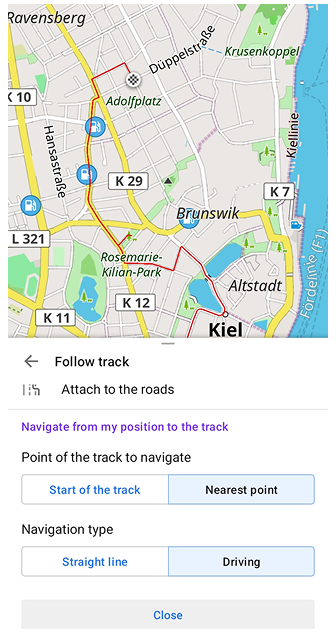 Ravensberg
Düppelstraße
Krusenkoppel
K 10
Adolfplatz
Kiellinie
Hansastraße
K 29
K 7
Brunswik
L 321
Rosemarie-
Kilian-Park
Altstadt
K 12
K 11
Kiel
Fördelinie (F1)
Follow track
Attach to the roads
Navigate from my position to the track
Point of the track to navigate
Start of the track
Nearest point
Navigation type
Straight line
Driving
Close